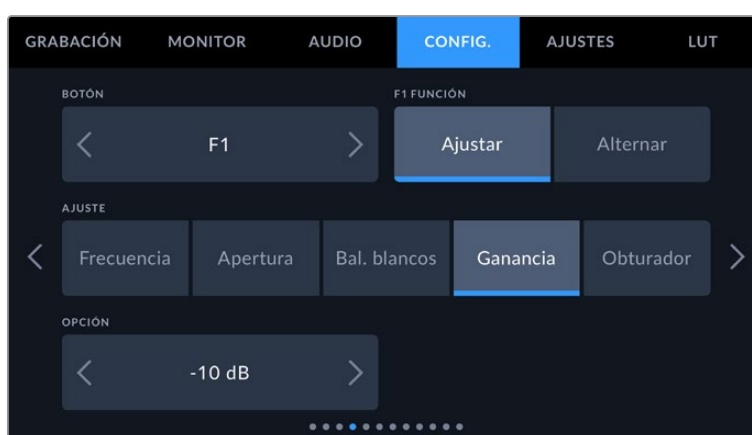 GRABACIÓN MONITOR AUDIO CONFIG. AJUSTES LUT
BOTÓN F1 FUNCIÓN
F1 Ajustar Alternar
AJUSTE
Frecuencia Apertura Bal. blancos Ganancia Obturador
OPCIÓN
-10 dB